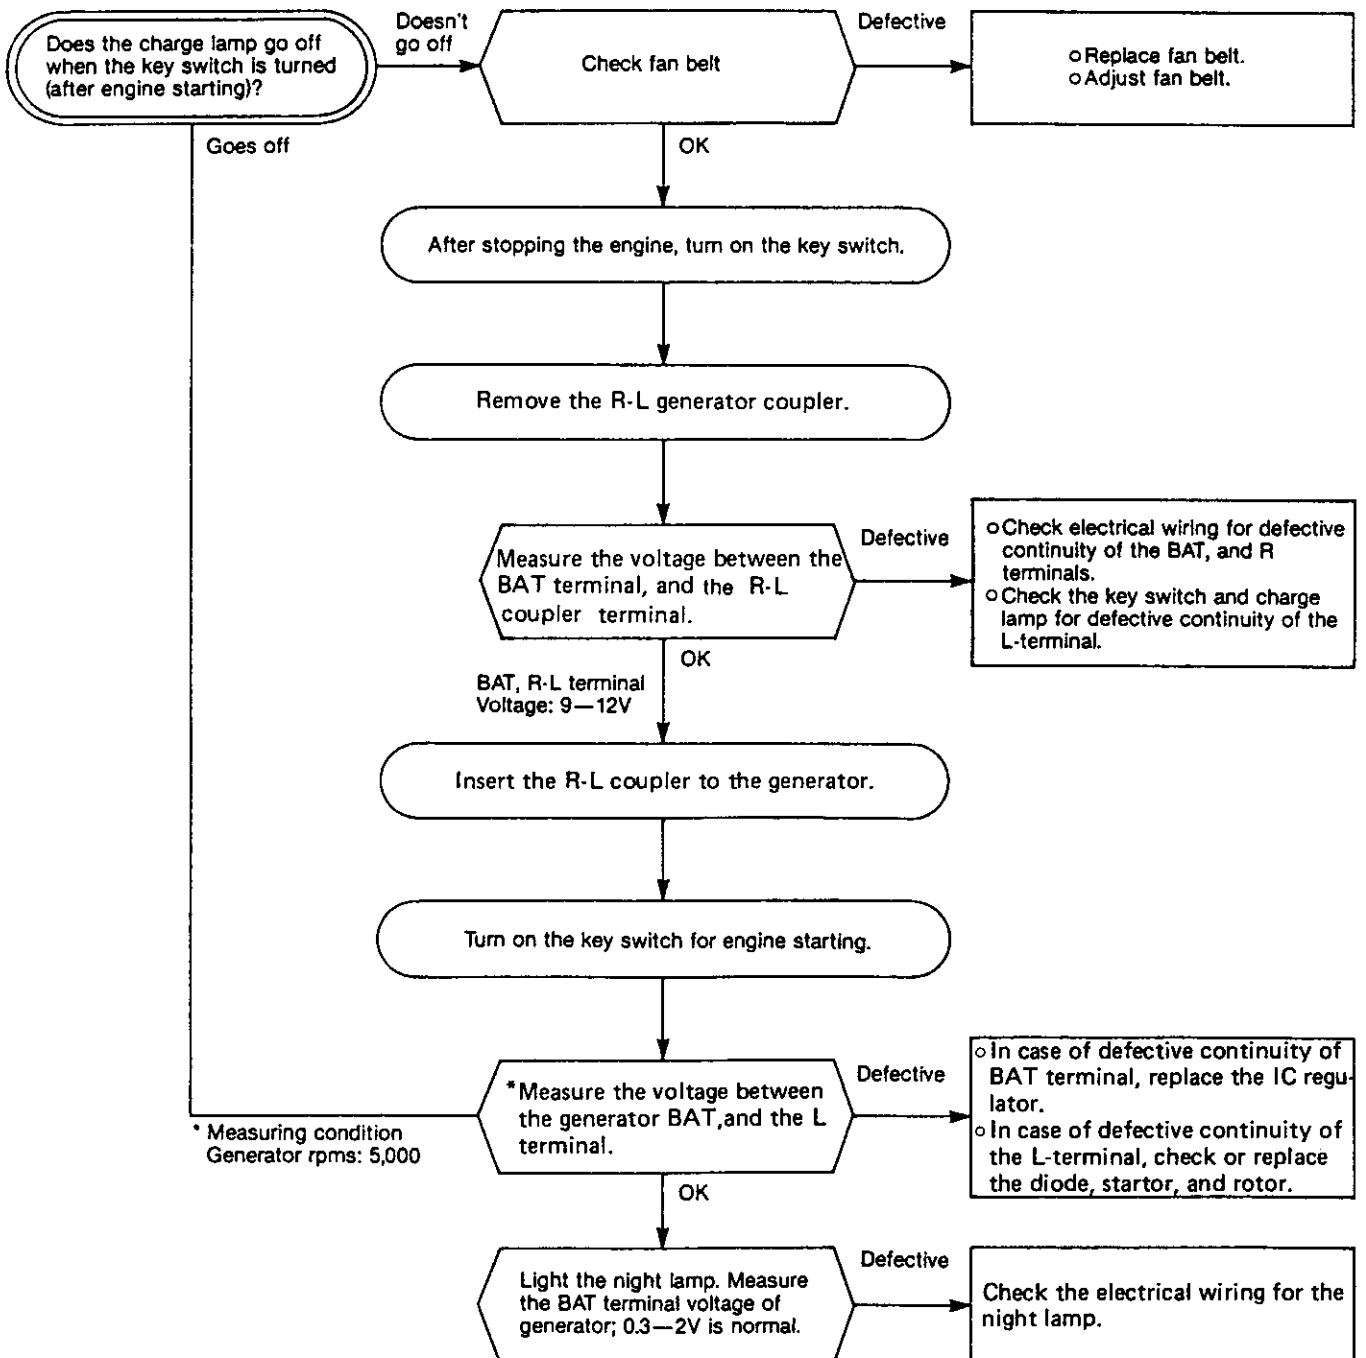 Does the charge lamp go off
when the key switch is turned
(after engine starting)?
Doesn't
go off
Check fan belt
Defective
○ Replace fan belt.
○ Adjust fan belt.
Goes off
OK
After stopping the engine, turn on the key switch.
Remove the R-L generator coupler.
Measure the voltage between the
BAT terminal, and the R-L
coupler terminal.
Defective
○ Check electrical wiring for defective
continuity of the BAT, and R
terminals.
○ Check the key switch and charge
lamp for defective continuity of the
L-terminal.
OK
BAT, R-L terminal
Voltage: 9—12V
Insert the R-L coupler to the generator.
Turn on the key switch for engine starting.
*Measure the voltage between
the generator BAT,and the L
terminal.
Defective
○ In case of defective continuity of
BAT terminal, replace the IC regu-
lator.
○ In case of defective continuity of
the L-terminal, check or replace
the diode, startor, and rotor.
* Measuring condition
Generator rpms: 5,000
OK
Light the night lamp. Measure
the BAT terminal voltage of
generator; 0.3—2V is normal.
Defective
Check the electrical wiring for the
night lamp.